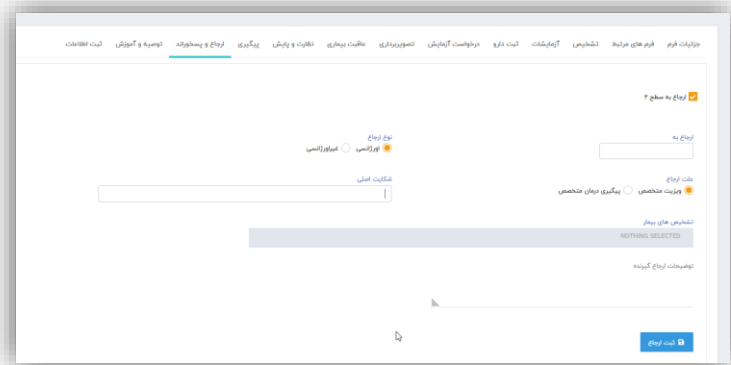 جزئیات فرم فرم های مرتبط تشخیص آزمایشات ثبت دارو درخواست آزمایش تصویربرداری عاقبت بیماری نظارت و پایش پیگیری ارجاع و پسخوراند توصیه و آموزش ثبت اطلاعات
ارجاع به سطح ۲
ارجاع به نوع ارجاع
اورژانسی غیراورژانسی
علت ارجاع شکایت اصلی
ویزیت متخصص پیگیری درمان متخصص
تشخیص های بیمار
NOTHING SELECTED
توضیحات ارجاع گیرنده
ثبت ارجاع